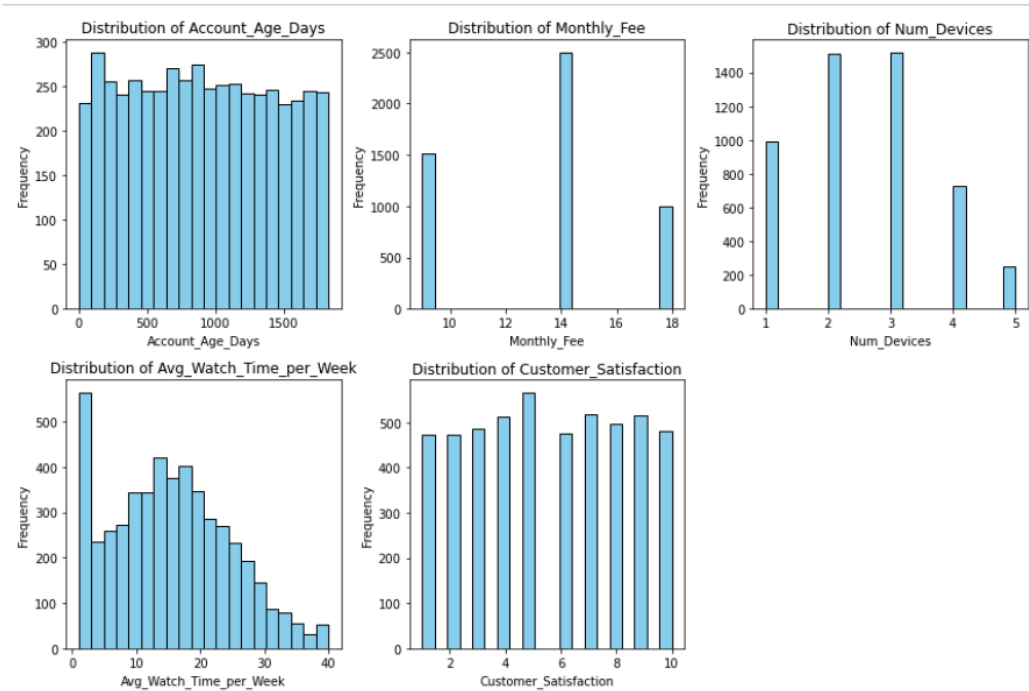 Distribution of Account_Age_Days
Frequency
300
250
200
150
100
50
0
0 500 1000 1500
Account_Age_Days
Distribution of Monthly_Fee
Frequency
2500
2000
1500
1000
500
0
10 12 14 16 18
Monthly_Fee
Distribution of Num_Devices
Frequency
1400
1200
1000
800
600
400
200
0
1 2 3 4 5
Num_Devices
Distribution of Avg_Watch_Time_per_Week
Frequency
500
400
300
200
100
0
0 10 20 30 40
Avg_Watch_Time_per_Week
Distribution of Customer_Satisfaction
Frequency
500
400
300
200
100
0
2 4 6 8 10
Customer_Satisfaction